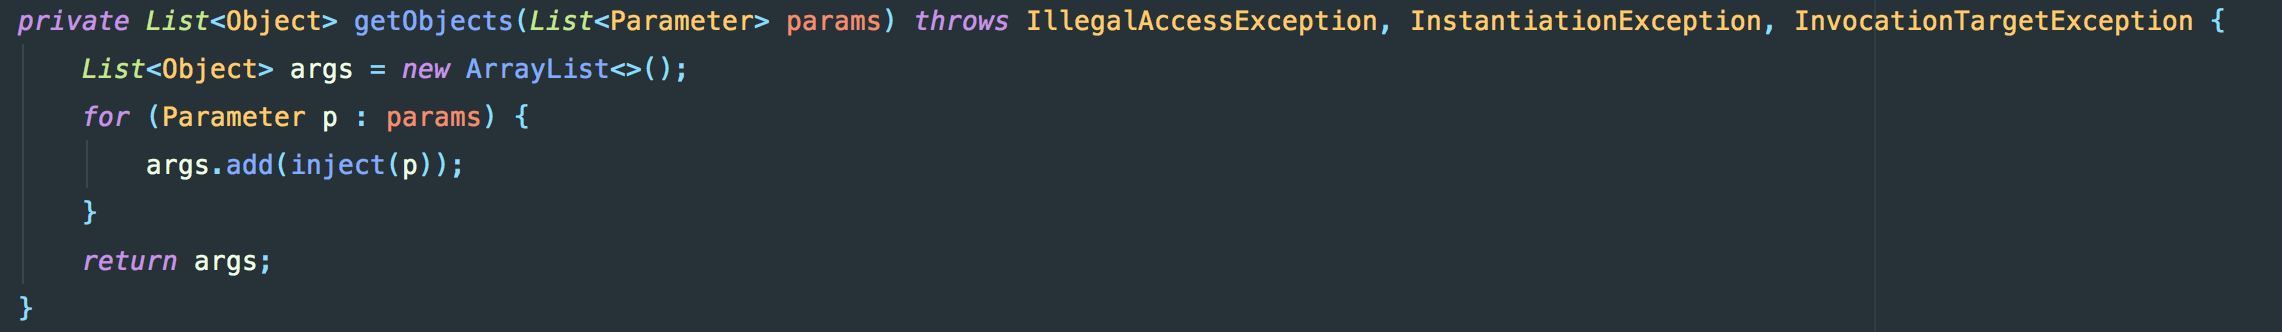 private List<Object> getObjects(List<Parameter> params) throws IllegalAccessException, InstantiationException, InvocationTargetException {
    List<Object> args = new ArrayList<>();
    for (Parameter p : params) {
        args.add(inject(p));
    }
    return args;
}